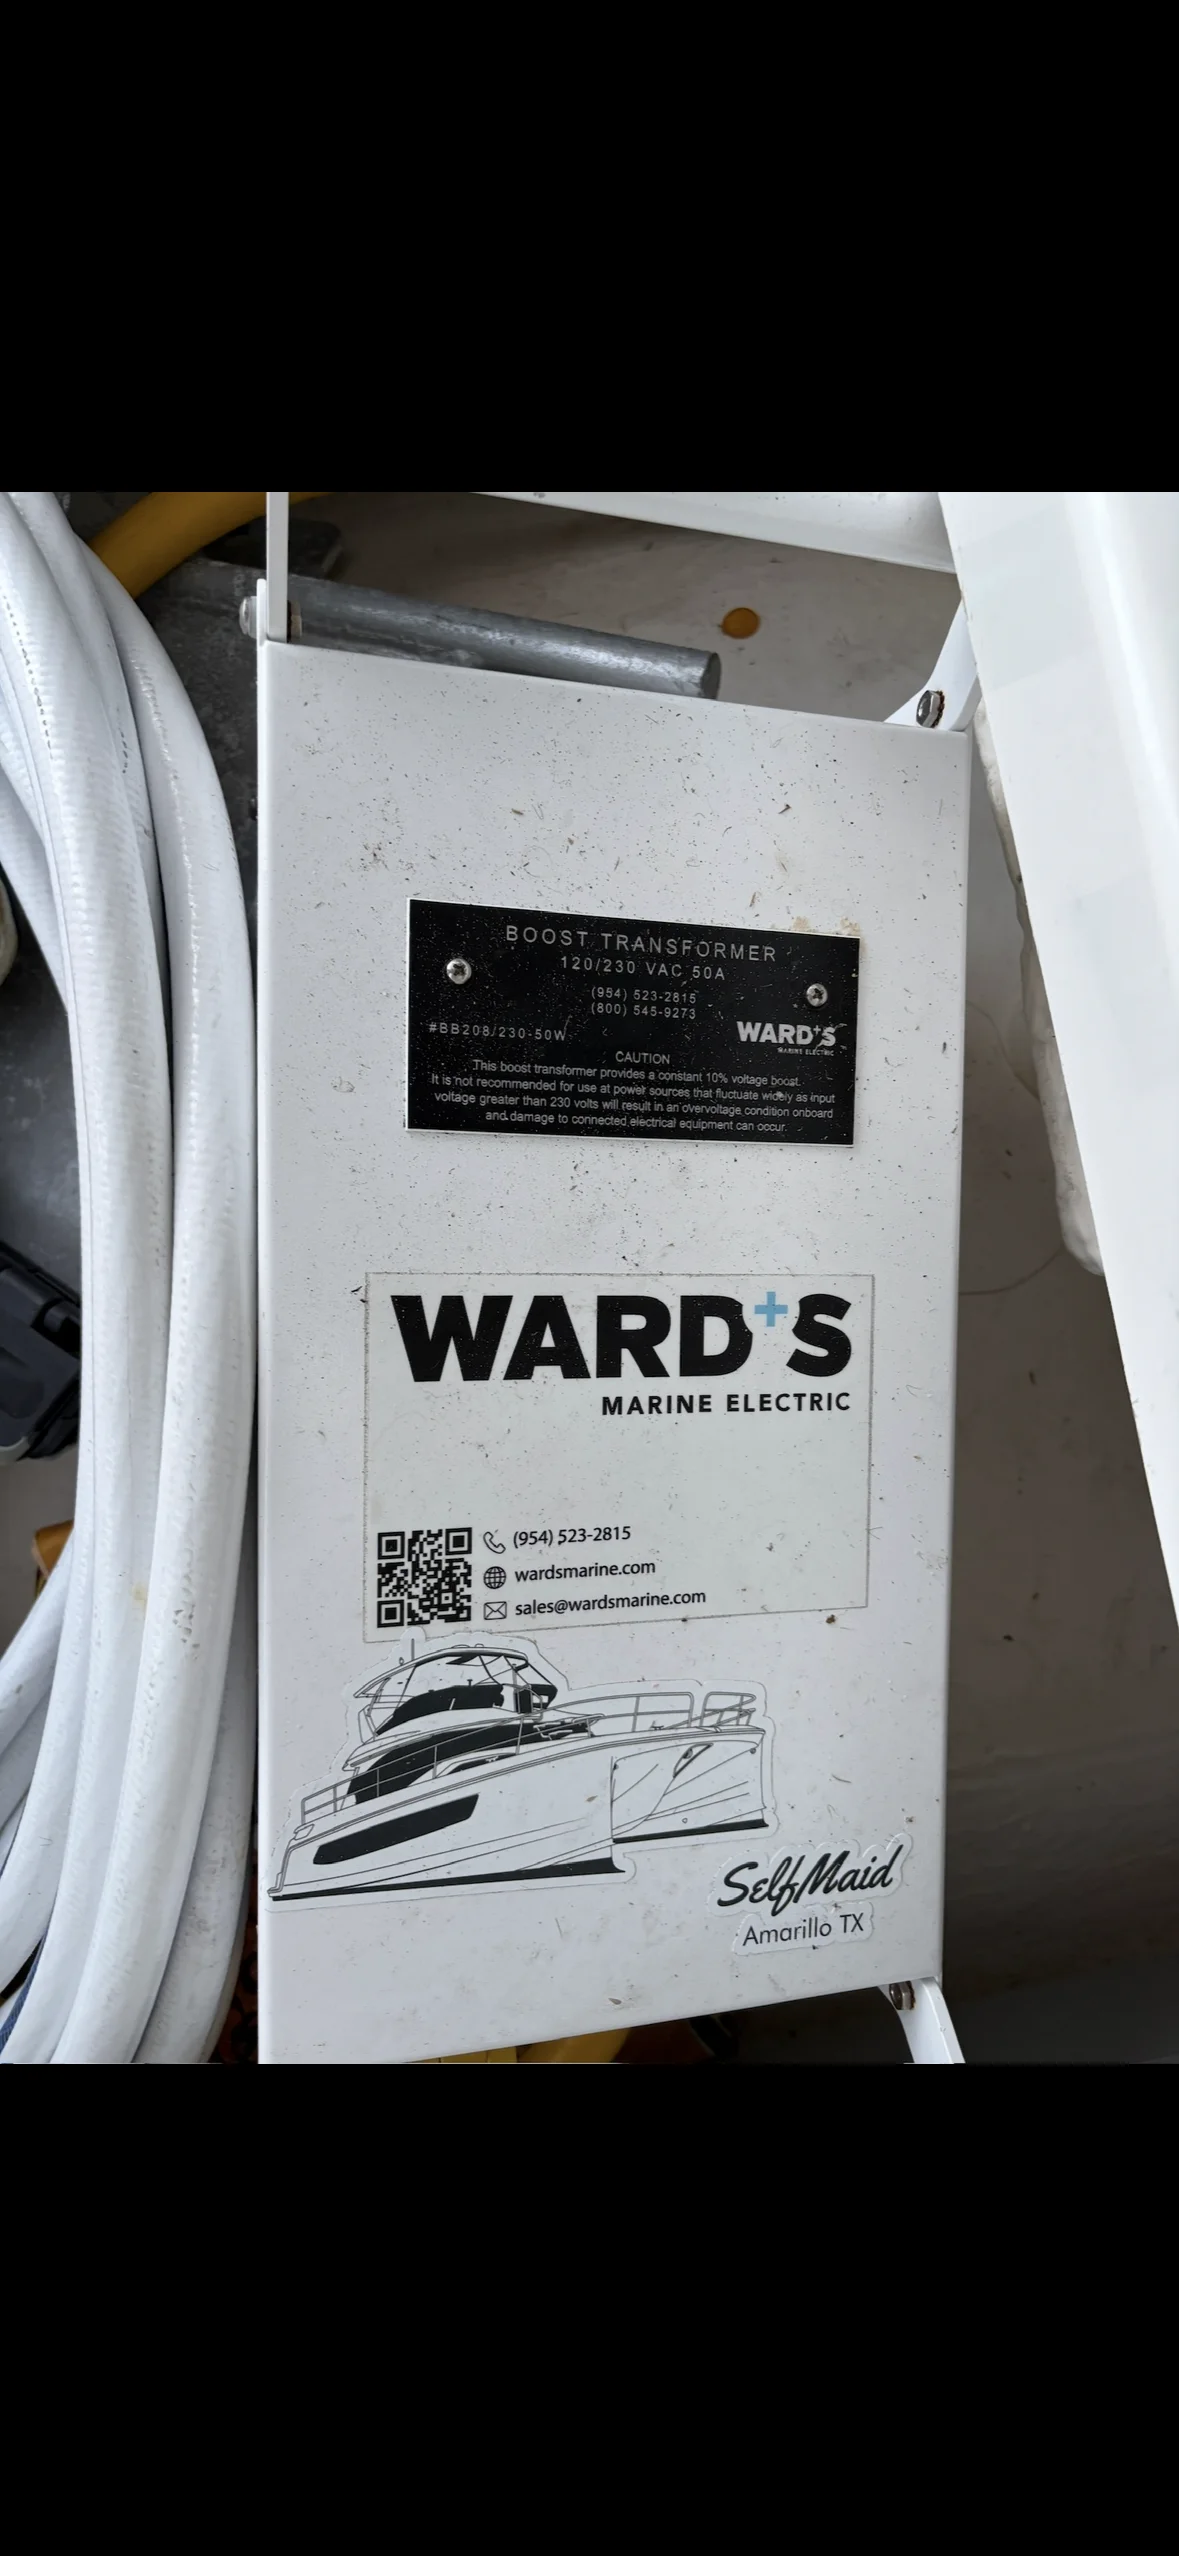 BOOST TRANSFORMER
120/230 VAC 50A
(954) 523-2815
(800) 545-9273
#BB208/230-50W
WARD+S
MARINE ELECTRIC
CAUTION
This boost transformer provides a constant 10% voltage boost.
It is not recommended for use at power sources that fluctuate widely as input
voltage greater than 230 volts will result in an overvoltage condition onboard
and damage to connected electrical equipment can occur.
WARD+S
MARINE ELECTRIC
(954) 523-2815
wardsmarine.com
sales@wardsmarine.com
SelfMaid
Amarillo TX